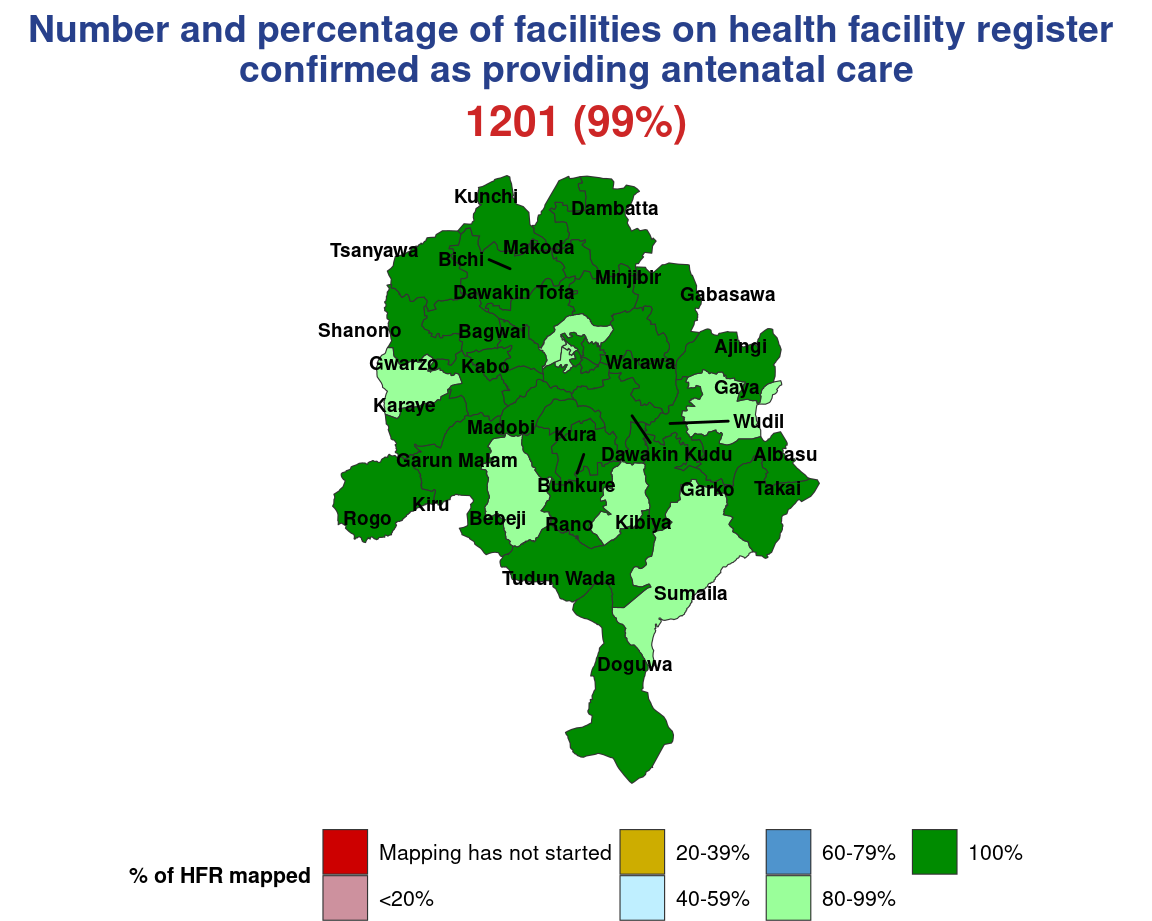 Number and percentage of facilities on health facility register
confirmed as providing antenatal care
1201 (99%)
Kunchi
Dambatta
Tsanyawa
Makoda
Bichi
Minjibir
Dawakin Tofa
Gabasawa
Shanono
Bagwai
Ajingi
Gwarzo
Kabo
Warawa
Gaya
Karaye
Wudil
Madobi
Kura
Dawakin Kudu
Albasu
Garun Malam
Bunkure
Garko
Takai
Kiru
Rogo
Bebeji
Rano
Kibiya
Tudun Wada
Sumaila
Doguwa
% of HFR mapped
Mapping has not started
<20%
20-39%
40-59%
60-79%
80-99%
100%